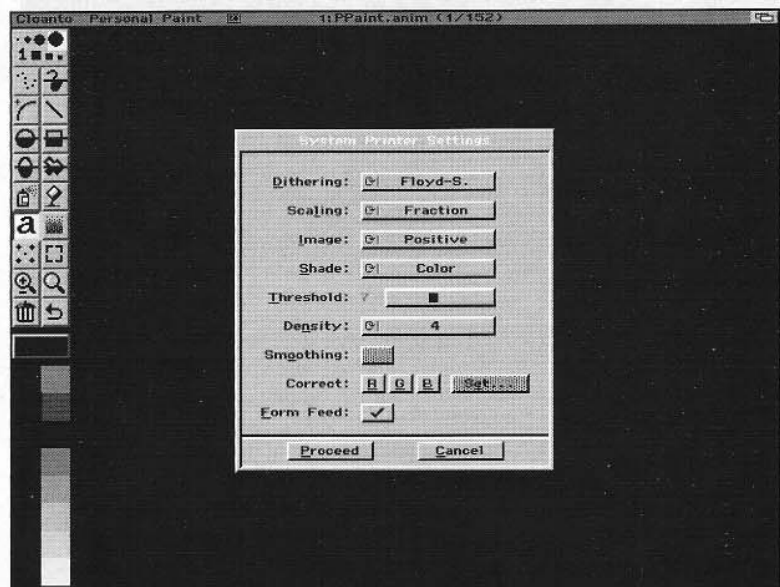 Cloanto Personal Paint 1:PPaint.anim (1/152)
1
a
System Printer Settings
Dithering: Floyd-S.
Scaling: Fraction
Image: Positive
Shade: Color
Threshold: 7
Density: 4
Smoothing:
Correct: R G B Set...
Form Feed:
Proceed Cancel